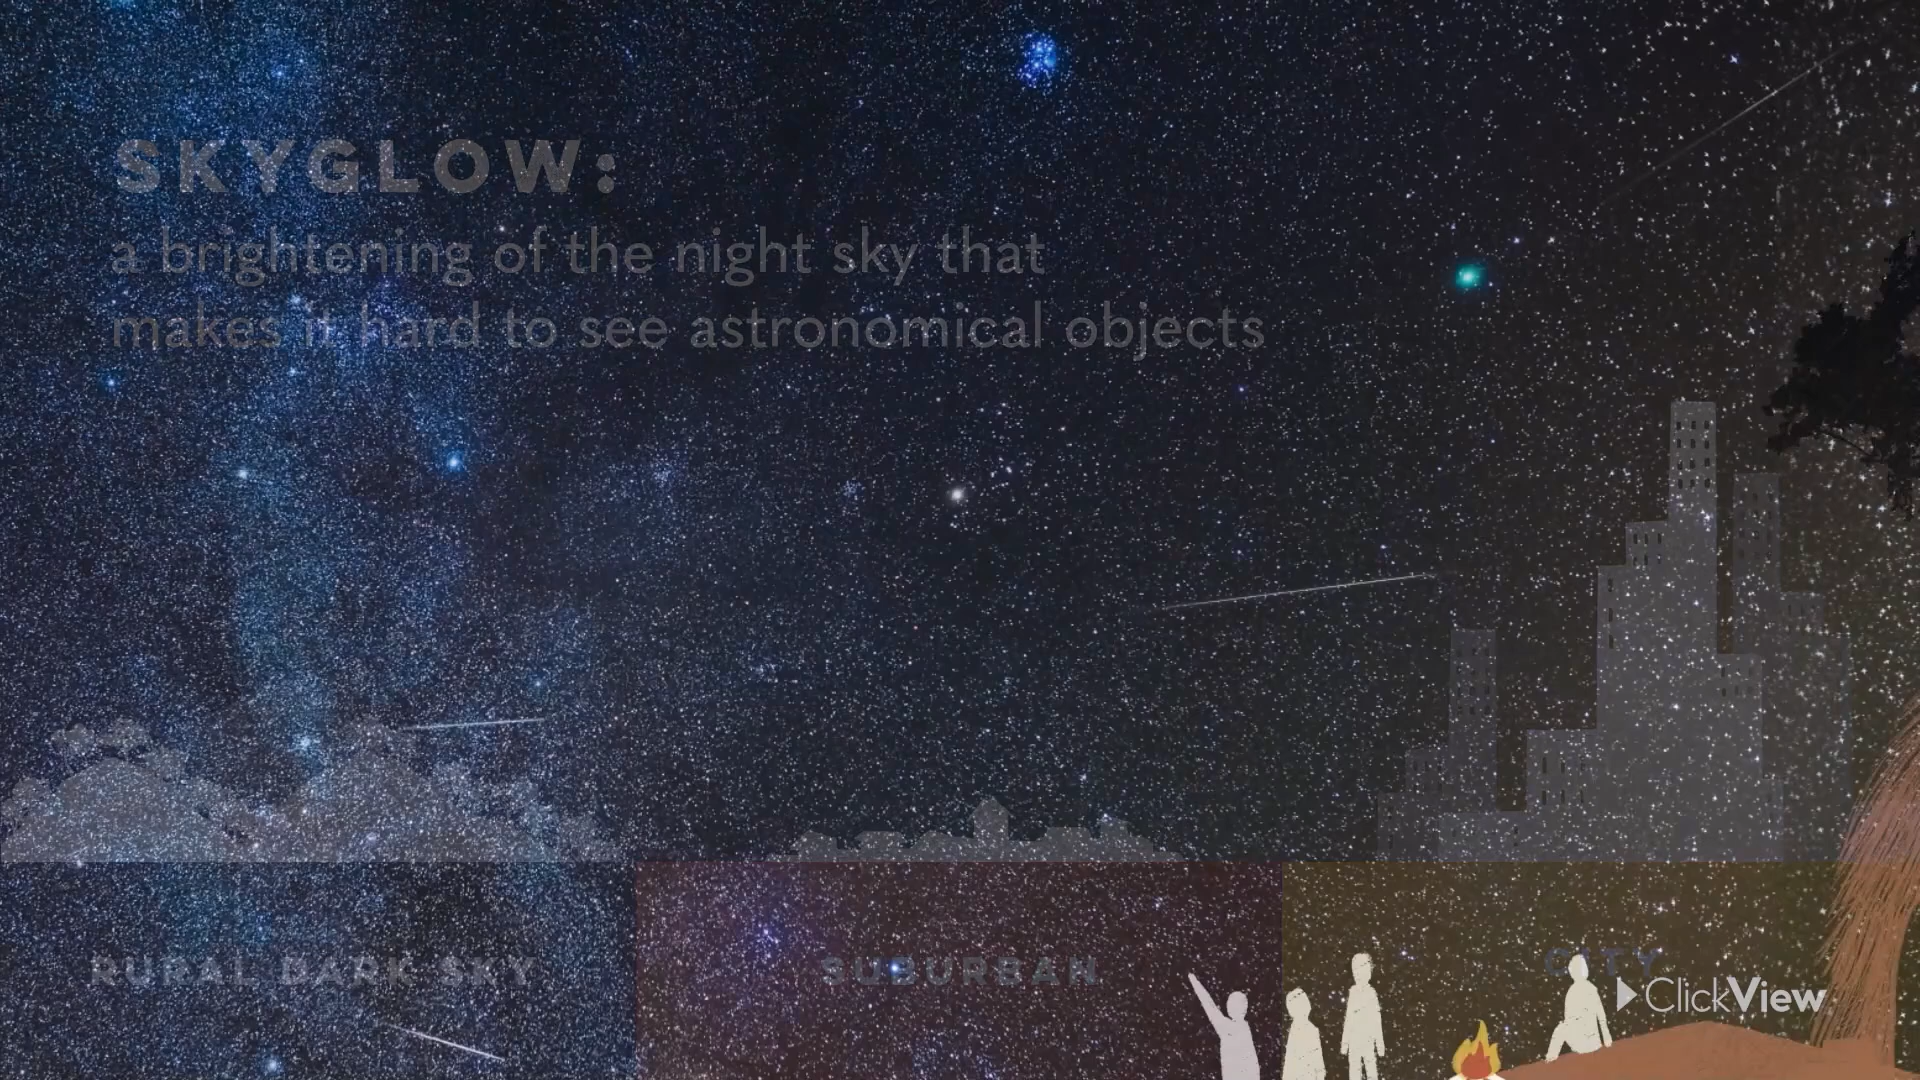 SKYGLOW:
a brightening of the night sky that
makes it hard to see astronomical objects
RURAL DARK SKY
SUBURBAN
CITY
ClickView